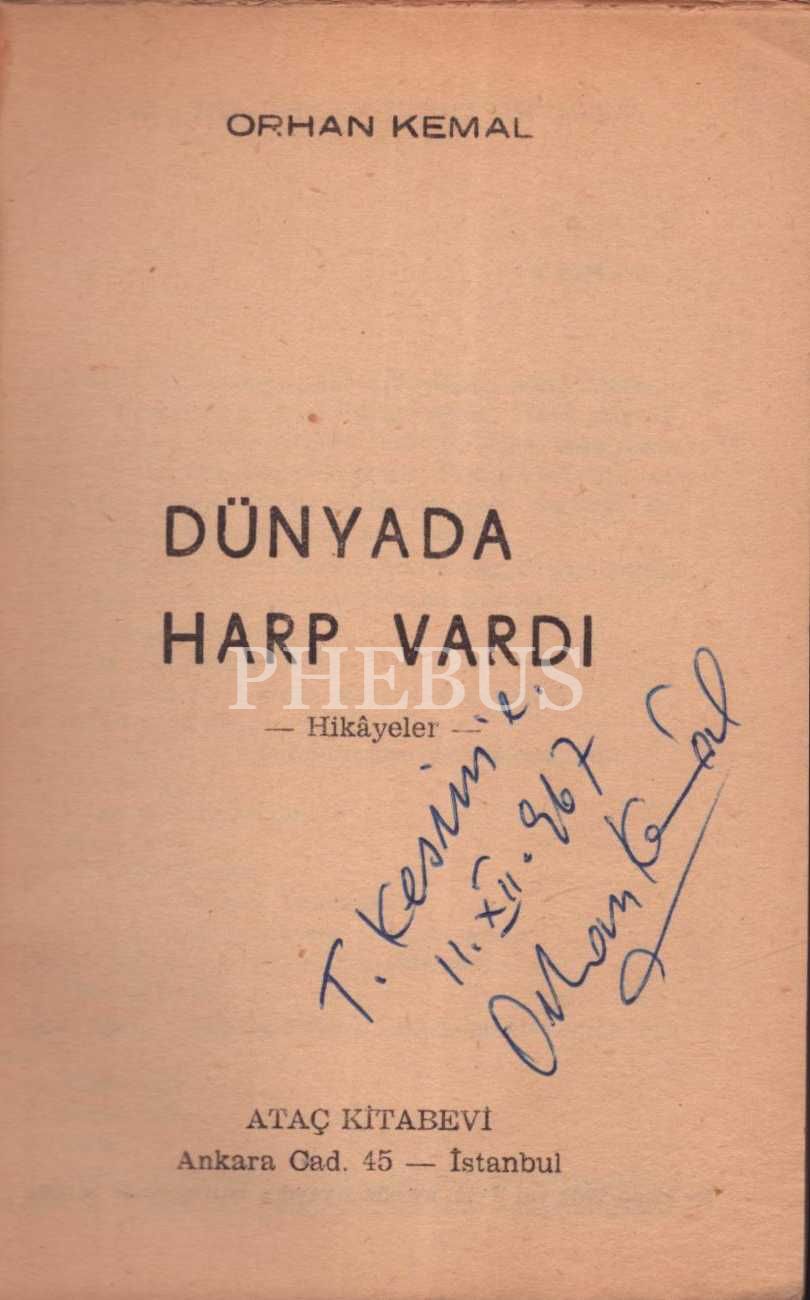 ORHAN KEMAL
DÜNYADA
HARP VARDI
PHEBUS
— Hikâyeler —
T. Kesim'e.
11.XII.967
Orhan Kemal
ATAÇ KİTABEVİ
Ankara Cad. 45 — İstanbul